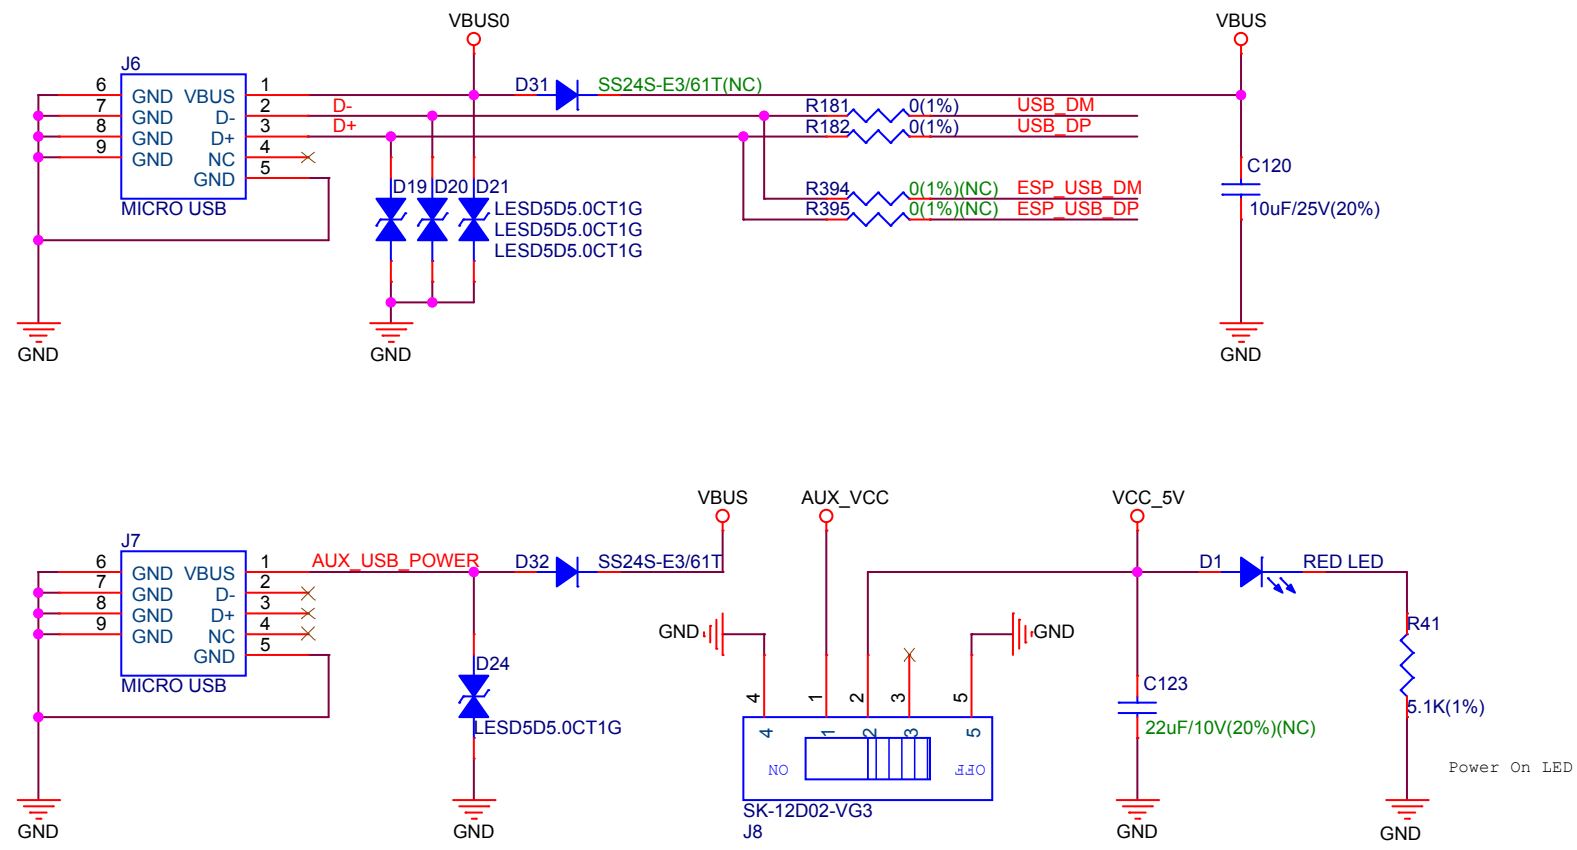 VBUS0
VBUS
J6
D31
SS24S-E3/61T(NC)
6
GND
VBUS
1
7
GND
D-
2
D-
R181
0(1%)
USB_DM
8
GND
D+
3
D+
R182
0(1%)
USB_DP
9
GND
NC
4
GND
5
C120
MICRO USB
D19
D20
D21
R394
0(1%)(NC)
ESP_USB_DM
LESD5D5.0CT1G
R395
0(1%)(NC)
ESP_USB_DP
10uF/25V(20%)
LESD5D5.0CT1G
LESD5D5.0CT1G
GND
GND
GND
VBUS
AUX_VCC
VCC_5V
J7
AUX_USB_POWER
D32
SS24S-E3/61T
D1
RED LED
6
GND
VBUS
1
7
GND
D-
2
8
GND
D+
3
9
GND
NC
4
GND
5
GND
GND
R41
MICRO USB
D24
LESD5D5.0CT1G
4
1
2
3
5
C123
5.1K(1%)
22uF/10V(20%)(NC)
4
1
2
3
5
ON
OFF
Power On LED
SK-12D02-VG3
J8
GND
GND
GND
GND